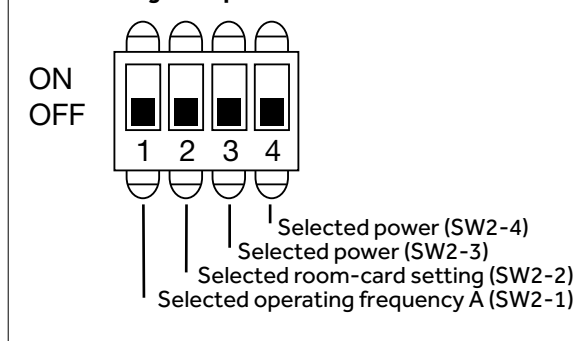 ON
OFF
1 2 3 4
Selected power (SW2-4)
Selected power (SW2-3)
Selected room-card setting (SW2-2)
Selected operating frequency A (SW2-1)